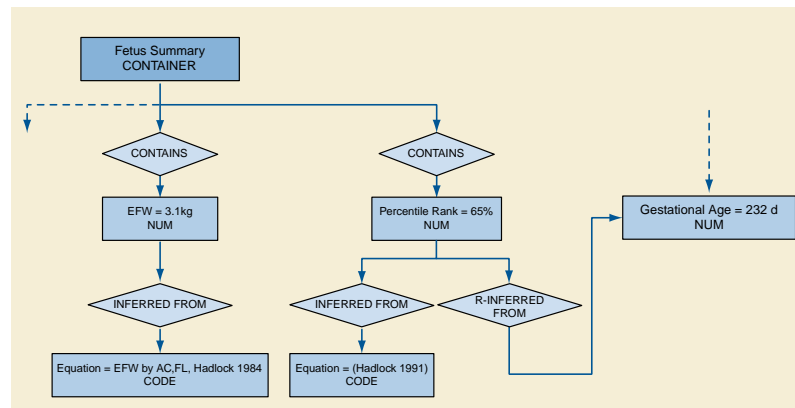 Fetus Summary
CONTAINER
CONTAINS
CONTAINS
EFW = 3.1kg
NUM
Percentile Rank = 65%
NUM
Gestational Age = 232 d
NUM
INFERRED FROM
INFERRED FROM
R-INFERRED
FROM
Equation = EFW by AC,FL, Hadlock 1984
CODE
Equation = (Hadlock 1991)
CODE